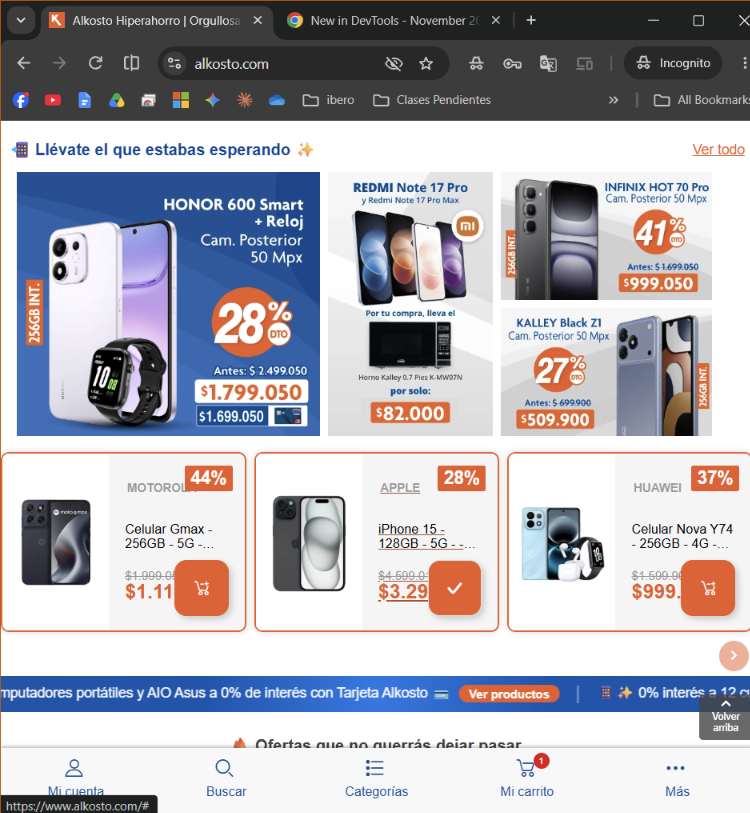 Alkosto Hiperahorro | Orgullosa
New in DevTools - November 20
alkosto.com
Incognito
ibero
Clases Pendientes
All Bookmarks
Llévate el que estabas esperando
Ver todo
HONOR 600 Smart
+ Reloj
Cam. Posterior
50 Mpx
256GB INT.
28% DTO
Antes: $ 2.499.050
$1.799.050
$1.699.050
REDMI Note 17 Pro
y Redmi Note 17 Pro Max
Por tu compra, lleva el
Horno Kalley 0.7 Pies K-MW07N
por solo:
$82.000
INFINIX HOT 70 Pro
Cam. Posterior 50 Mpx
256GB INT.
41% DTO
Antes: $ 1.699.050
$999.050
KALLEY Black Z1
Cam. Posterior 50 Mpx
27% DTO
256GB INT.
Antes: $ 699.900
$509.900
MOTOROLA
44%
Celular Gmax -
256GB - 5G -...
$1.999.05
$1.11
APPLE
28%
iPhone 15 -
128GB - 5G - -...
$4.599.01
$3.29
HUAWEI
37%
Celular Nova Y74
- 256GB - 4G -...
$1.599.90
$999.
mputadores portátiles y AIO Asus a 0% de interés con Tarjeta Alkosto
Ver productos
0% interés a 12 c
Volver
arriba
Ofertas que no querrás dejar pasar
Mi cuenta
Buscar
Categorías
1
Mi carrito
Más
https://www.alkosto.com/#